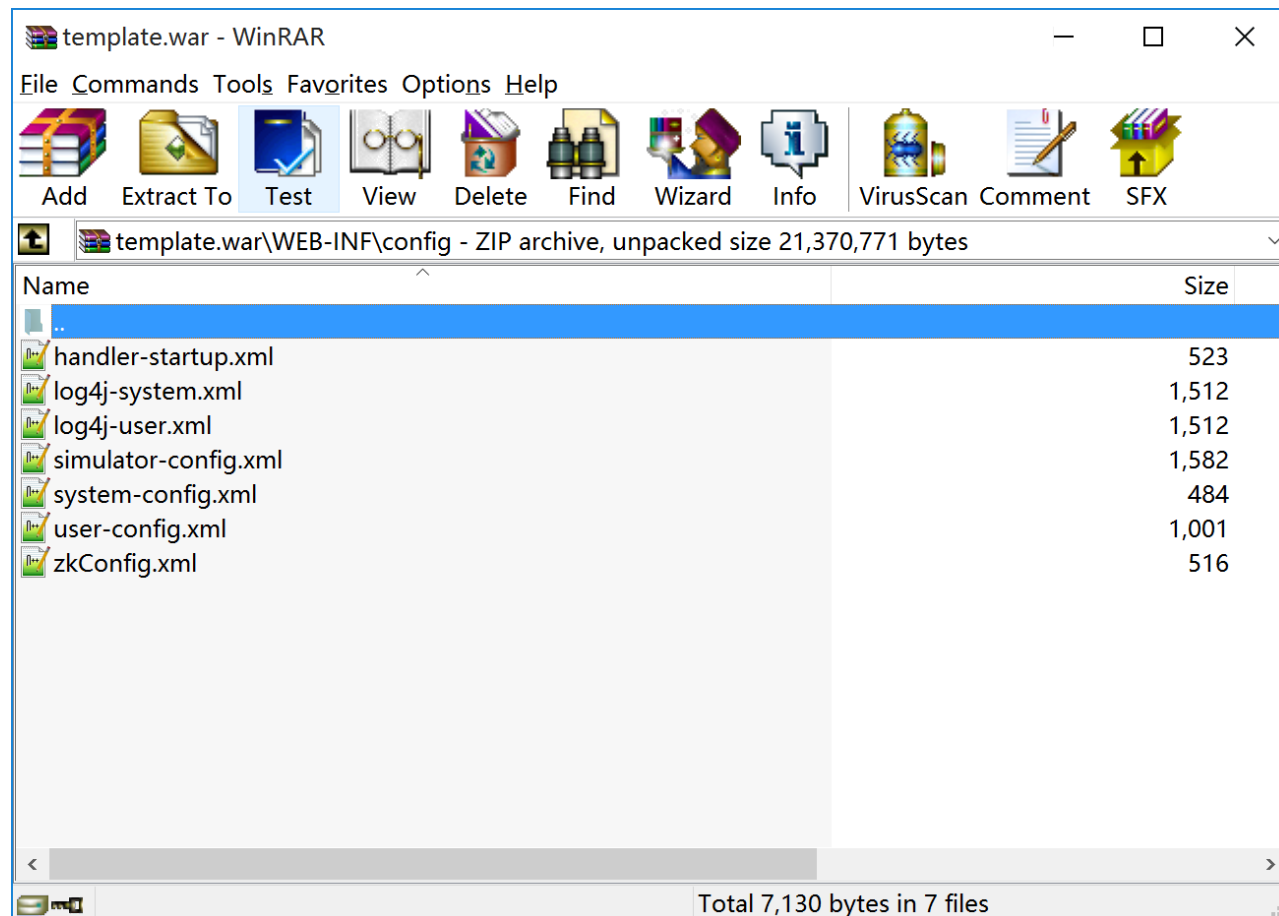 template.war - WinRAR
File Commands Tools Favorites Options Help
Add Extract To Test View Delete Find Wizard Info VirusScan Comment SFX
template.war\WEB-INF\config - ZIP archive, unpacked size 21,370,771 bytes
Name Size
..
handler-startup.xml 523
log4j-system.xml 1,512
log4j-user.xml 1,512
simulator-config.xml 1,582
system-config.xml 484
user-config.xml 1,001
zkConfig.xml 516
Total 7,130 bytes in 7 files